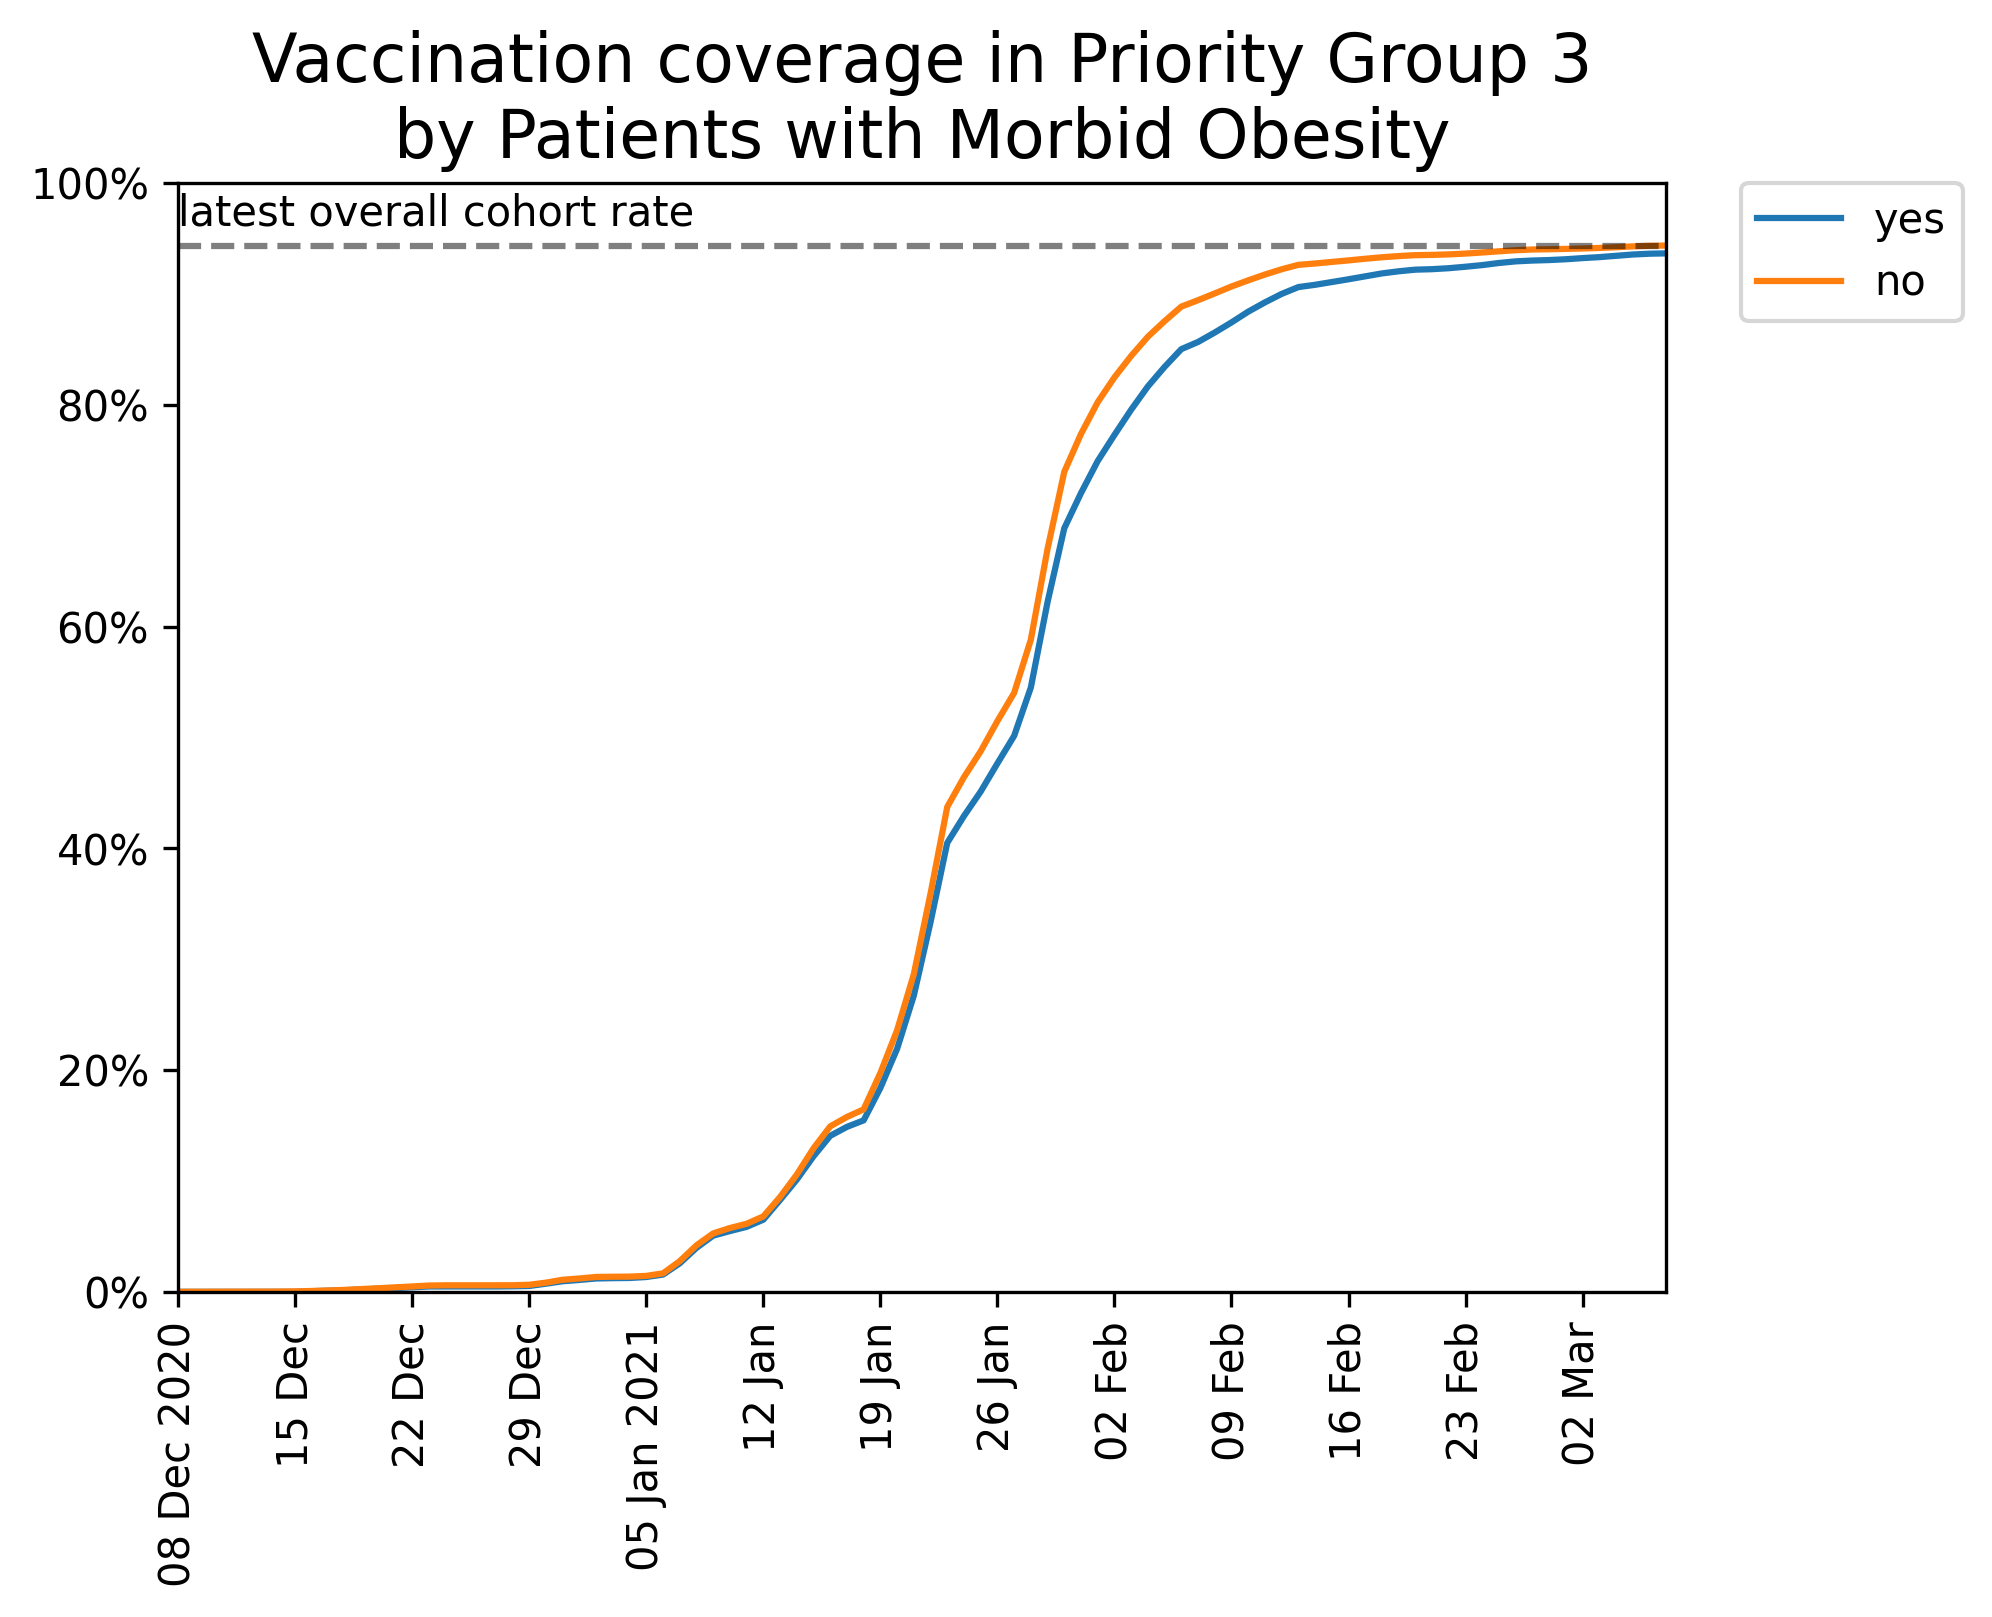 Vaccination coverage in Priority Group 3
by Patients with Morbid Obesity
100%
80%
60%
40%
20%
0%
latest overall cohort rate
yes
no
08 Dec 2020
15 Dec
22 Dec
29 Dec
05 Jan 2021
12 Jan
19 Jan
26 Jan
02 Feb
09 Feb
16 Feb
23 Feb
02 Mar